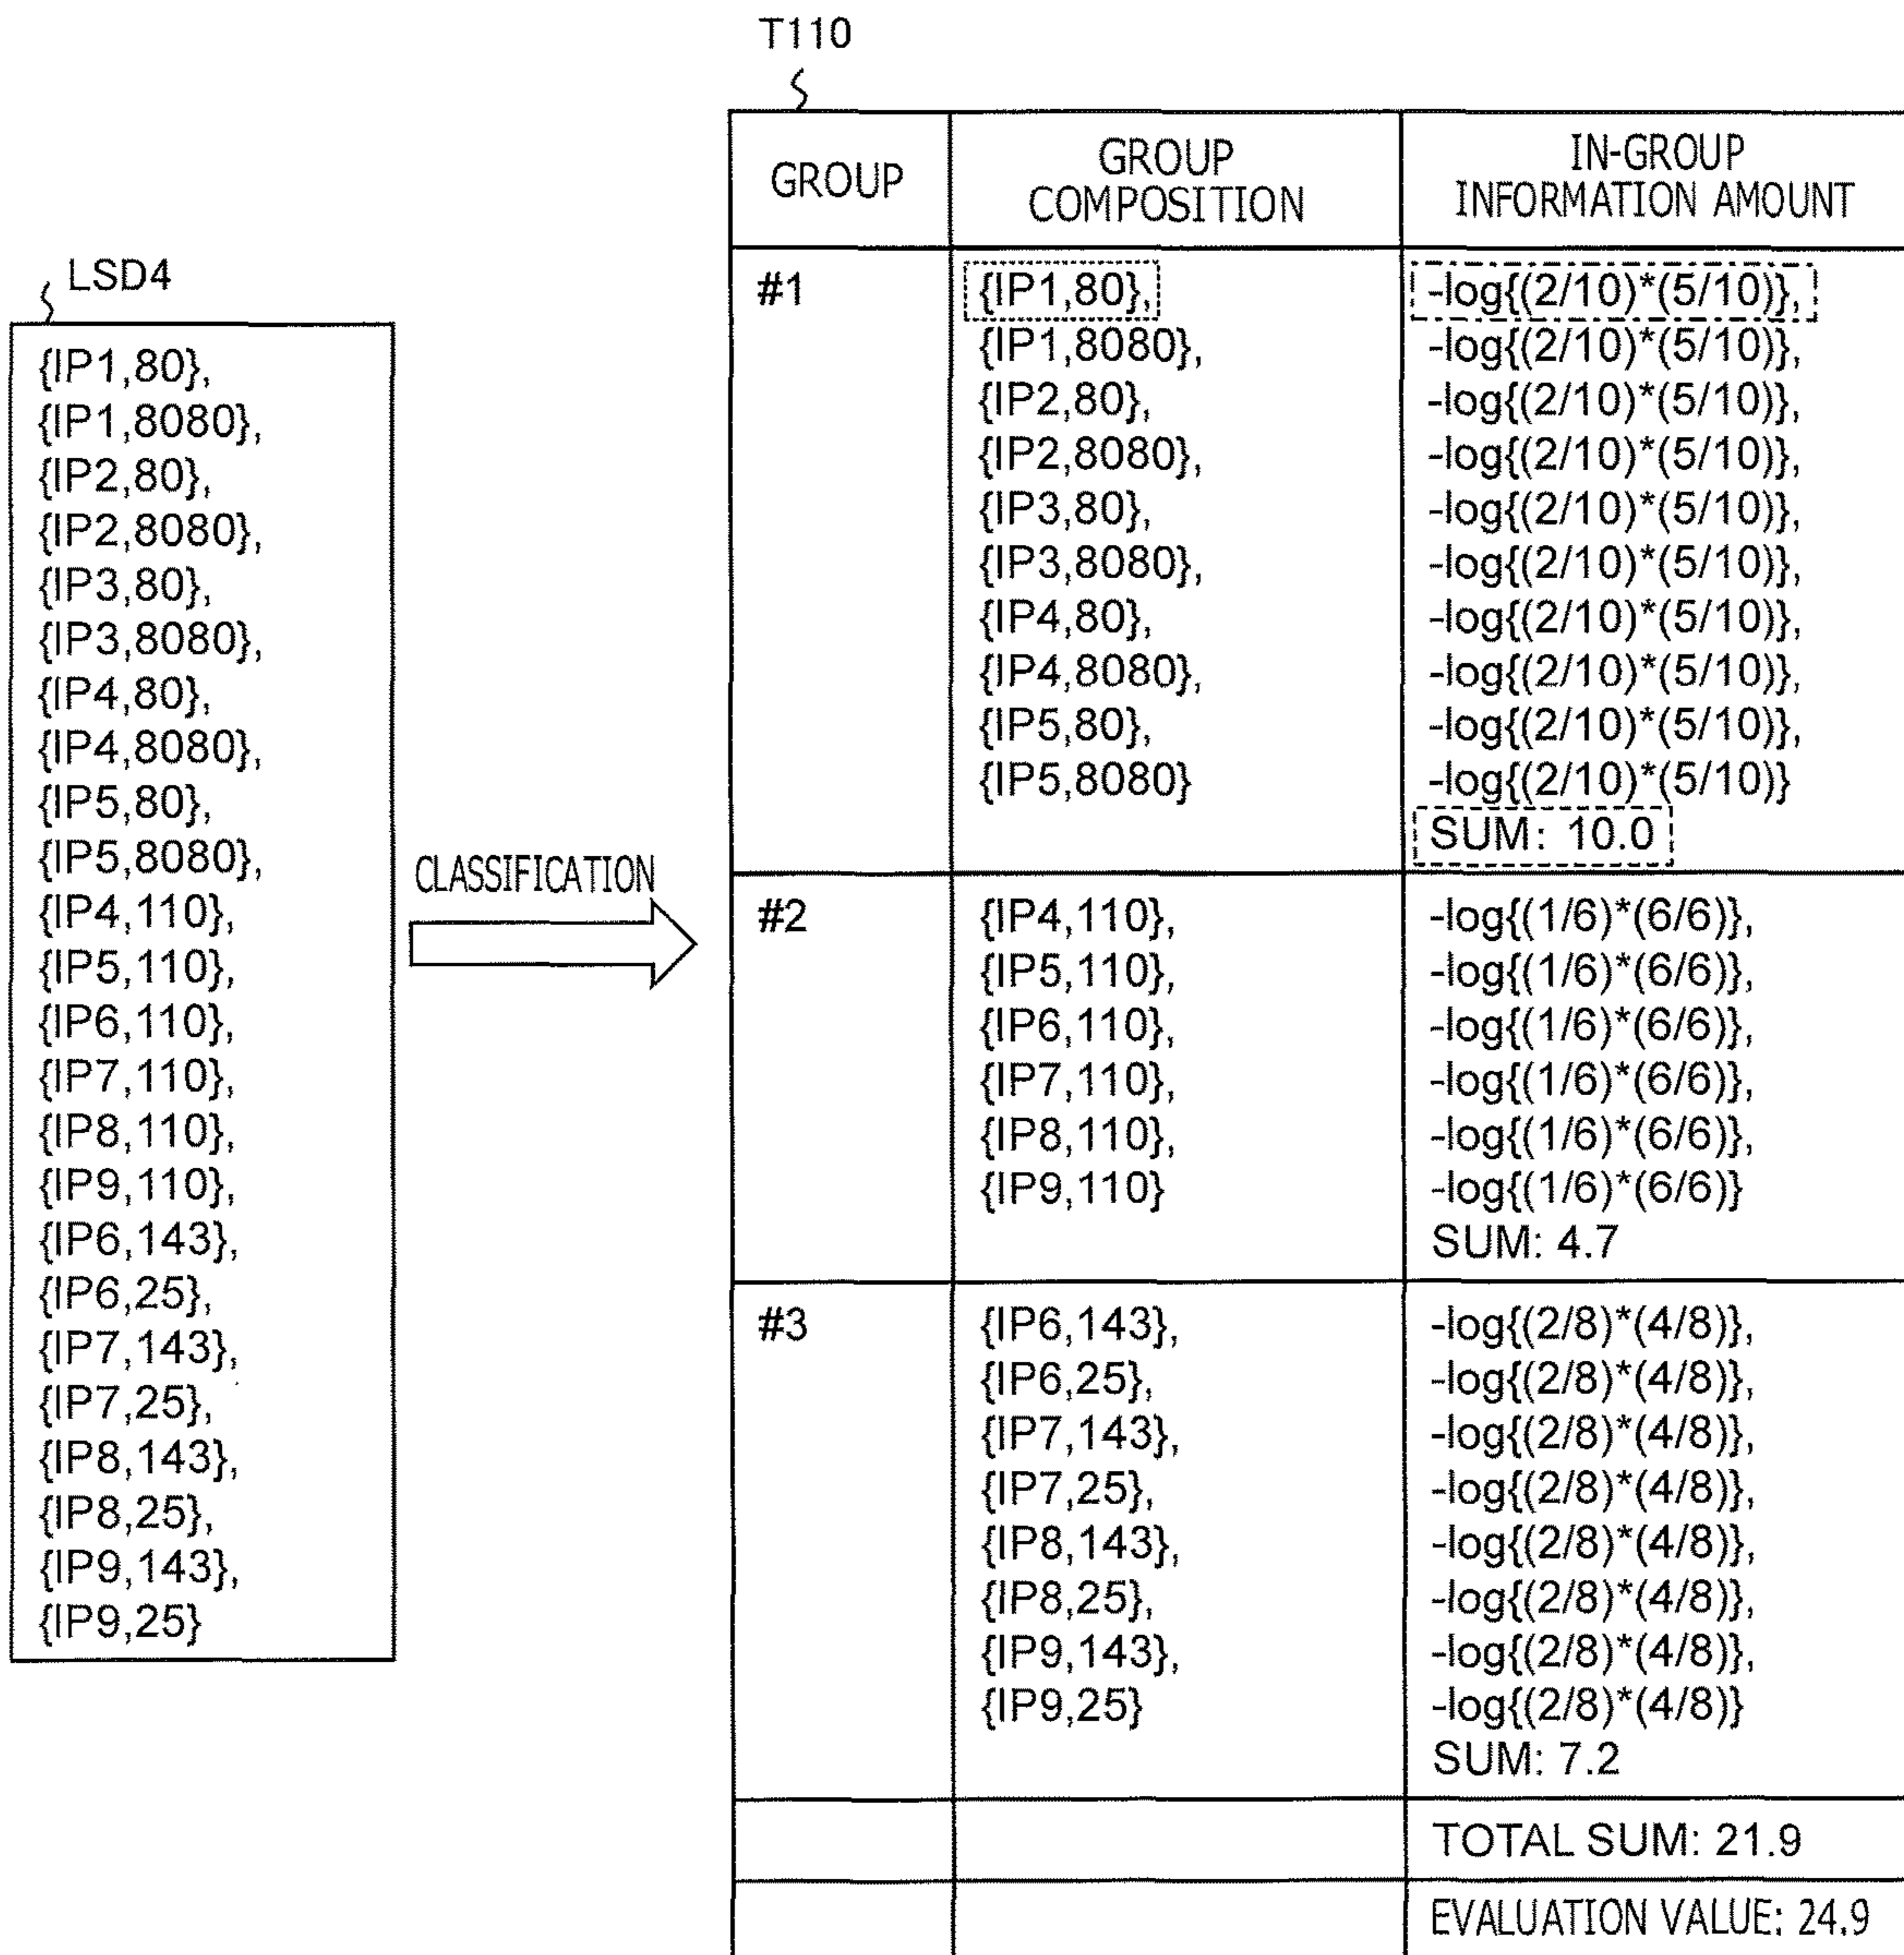 T110
GROUP
GROUP
COMPOSITION
IN-GROUP
INFORMATION AMOUNT
LSD4
{IP1,80},
{IP1,8080},
{IP2,80},
{IP2,8080},
{IP3,80},
{IP3,8080},
{IP4,80},
{IP4,8080},
{IP5,80},
{IP5,8080},
{IP4,110},
{IP5,110},
{IP6,110},
{IP7,110},
{IP8,110},
{IP9,110},
{IP6,143},
{IP6,25},
{IP7,143},
{IP7,25},
{IP8,143},
{IP8,25},
{IP9,143},
{IP9,25}
CLASSIFICATION
#1
{IP1,80},
{IP1,8080},
{IP2,80},
{IP2,8080},
{IP3,80},
{IP3,8080},
{IP4,80},
{IP4,8080},
{IP5,80},
{IP5,8080}
-log{(2/10)*(5/10)},
-log{(2/10)*(5/10)},
-log{(2/10)*(5/10)},
-log{(2/10)*(5/10)},
-log{(2/10)*(5/10)},
-log{(2/10)*(5/10)},
-log{(2/10)*(5/10)},
-log{(2/10)*(5/10)},
-log{(2/10)*(5/10)},
-log{(2/10)*(5/10)}
SUM: 10.0
#2
{IP4,110},
{IP5,110},
{IP6,110},
{IP7,110},
{IP8,110},
{IP9,110}
-log{(1/6)*(6/6)},
-log{(1/6)*(6/6)},
-log{(1/6)*(6/6)},
-log{(1/6)*(6/6)},
-log{(1/6)*(6/6)},
-log{(1/6)*(6/6)}
SUM: 4.7
#3
{IP6,143},
{IP6,25},
{IP7,143},
{IP7,25},
{IP8,143},
{IP8,25},
{IP9,143},
{IP9,25}
-log{(2/8)*(4/8)},
-log{(2/8)*(4/8)},
-log{(2/8)*(4/8)},
-log{(2/8)*(4/8)},
-log{(2/8)*(4/8)},
-log{(2/8)*(4/8)},
-log{(2/8)*(4/8)},
-log{(2/8)*(4/8)}
SUM: 7.2
TOTAL SUM: 21.9
EVALUATION VALUE: 24.9